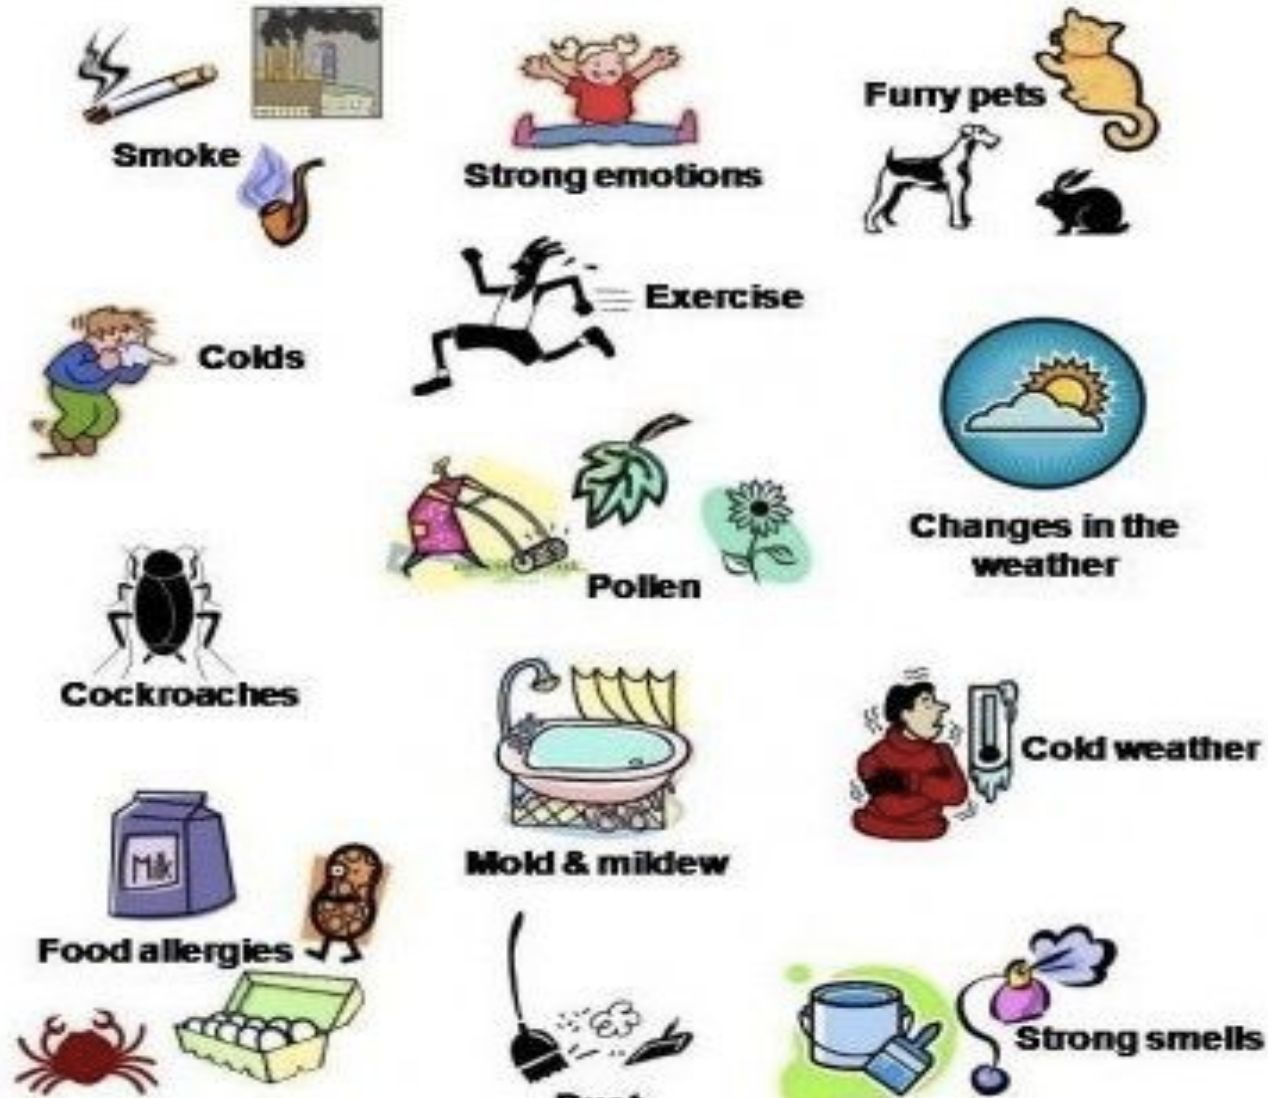 Smoke
Strong emotions
Furry pets
Exercise
Colds
Changes in the
weather
Pollen
Cockroaches
Cold weather
Milk
Mold & mildew
Food allergies
Strong smells